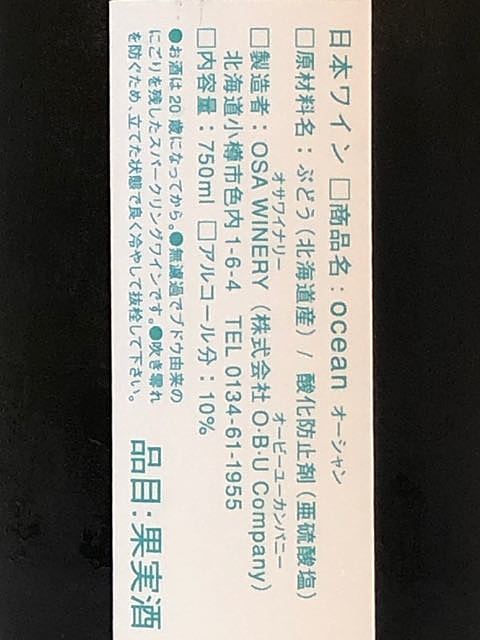 日本ワイン □商品名：ocean オーシャン
□原材料名：ぶどう（北海道産）/ 酸化防止剤（亜硫酸塩）
オサワイナリー オービーユーカンパニー
□製造者：OSA WINERY（株式会社O・B・U Company）
北海道小樽市色内1-6-4 TEL 0134-61-1955
□内容量：750ml □アルコール分：10%
●お酒は20歳になってから。●無濾過でブドウ由来の
にごりを残したスパークリングワインです。●吹き零れ
を防ぐため、立てた状態で良く冷やして抜栓して下さい。
品目：果実酒